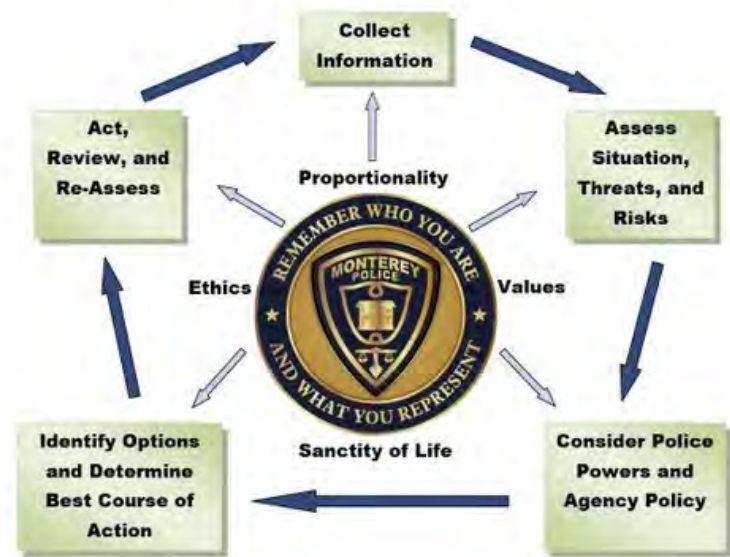 Collect
Information
Act,
Review, and
Re-Assess
Assess
Situation,
Threats, and
Risks
Proportionality
REMEMBER WHO YOU ARE
MONTEREY
POLICE
Ethics
Values
AND WHAT YOU REPRESENT
Sanctity of Life
Identify Options
and Determine
Best Course of
Action
Consider Police
Powers and
Agency Policy